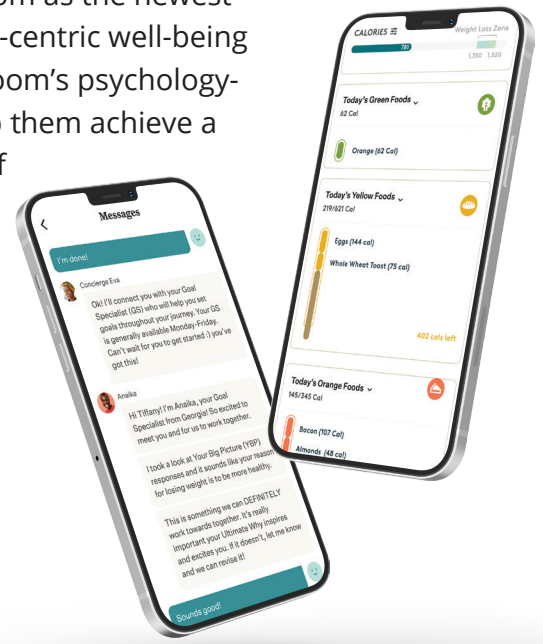 om as the newest
-centric well-being
oom's psychology-
o them achieve a
f
Messages
I'm done!
Concierge Eva
Ok! I'll connect you with your Goal
Specialist (GS) who will help you set
goals throughout your journey. Your GS
is generally available Monday-Friday.
Can't wait for you to get started :) you've
got this!
Anaika
Hi Tiffany! I'm Anaika, your Goal
Specialist from Georgia! So excited to
meet you and for us to work together.
I took a look at Your Big Picture (YBP)
responses and it sounds like your reason
for losing weight is to be more healthy.
This is something we can DEFINITELY
work towards together. It's really
important your Ultimate Why inspires
and excites you. If it doesn't, let me know
and we can revise it!
Sounds good!
CALORIES
Weight Loss Zone
781
1,350 1,520
Today's Green Foods
62 Cal
Orange (62 Cal)
Today's Yellow Foods
219/621 Cal
Eggs (144 cal)
Whole Wheat Toast (75 cal)
402 cals left
Today's Orange Foods
145/345 Cal
Bacon (107 Cal)
Almonds (48 cal)